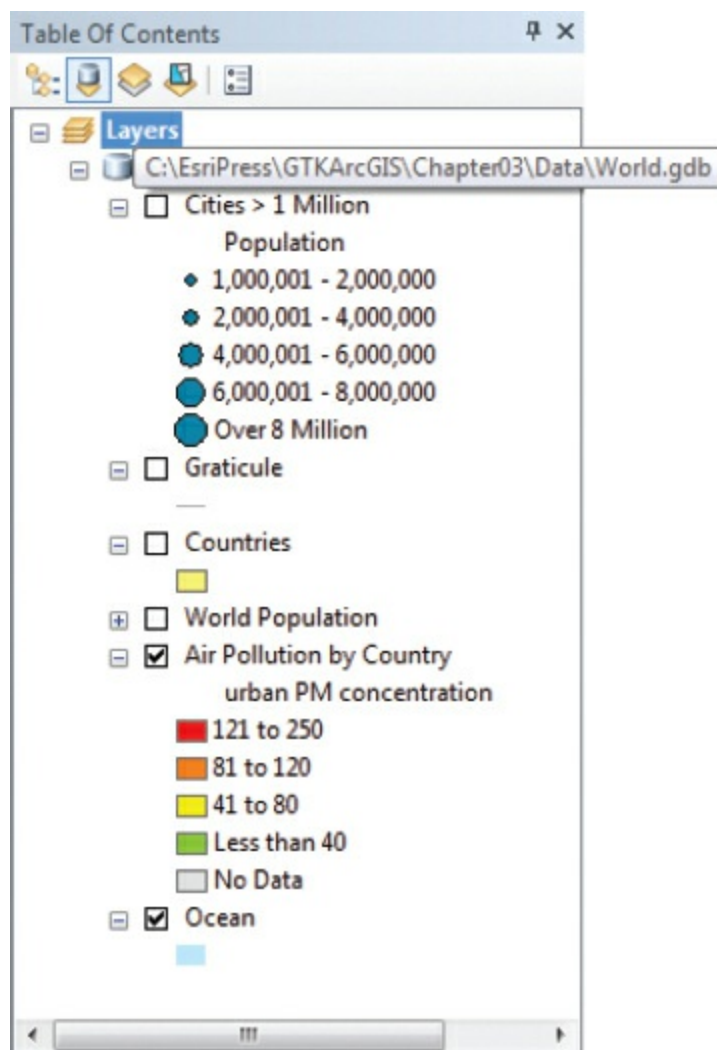 Table Of Contents
Layers
C:\EsriPress\GTKArcGIS\Chapter03\Data\World.gdb
Cities > 1 Million
Population
1,000,001 - 2,000,000
2,000,001 - 4,000,000
4,000,001 - 6,000,000
6,000,001 - 8,000,000
Over 8 Million
Graticule
Countries
World Population
Air Pollution by Country
urban PM concentration
121 to 250
81 to 120
41 to 80
Less than 40
No Data
Ocean